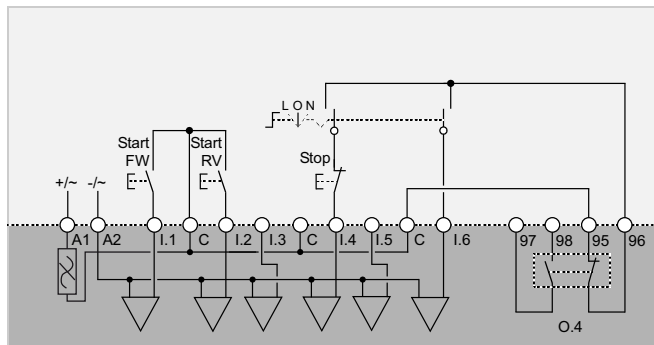 L O N
Start
FW
Start
RV
Stop
+/~
-/~
A1
A2
I.1
C
I.2
I.3
C
I.4
I.5
C
I.6
97
98
95
96
O.4